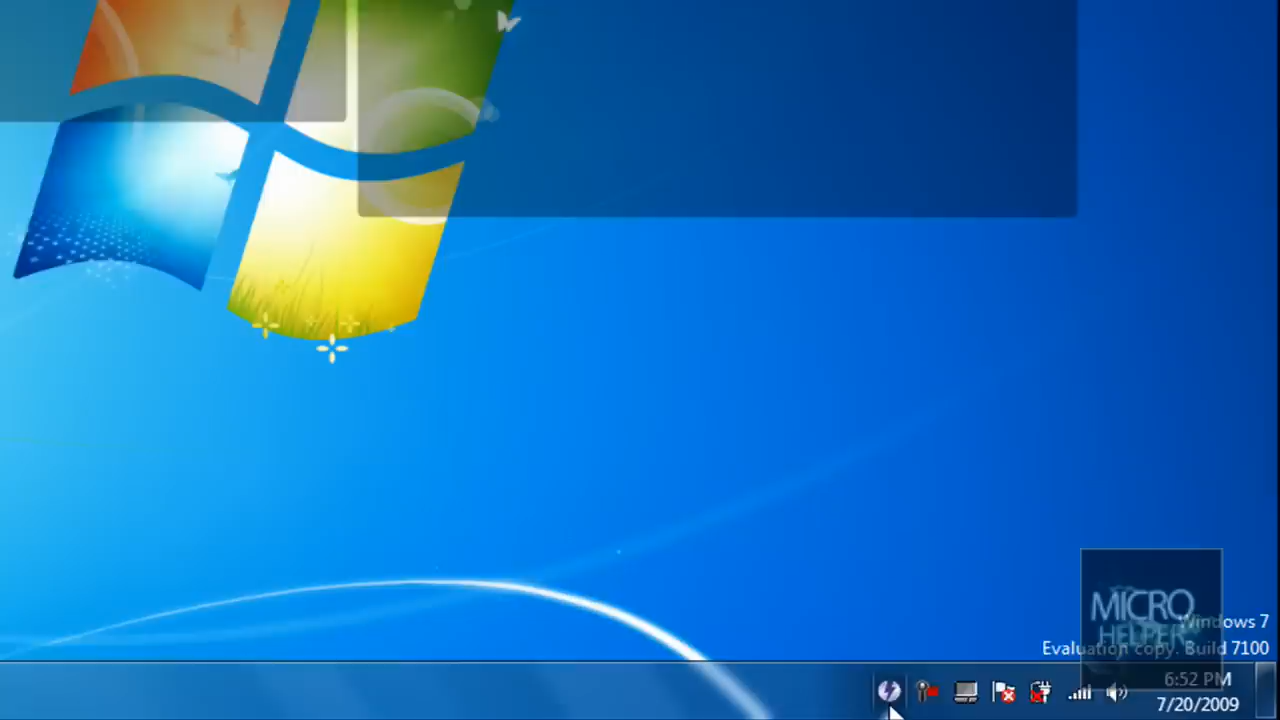 MICRO
HELPER
Windows 7
Evaluation copy. Build 7100
6:52 PM
7/20/2009